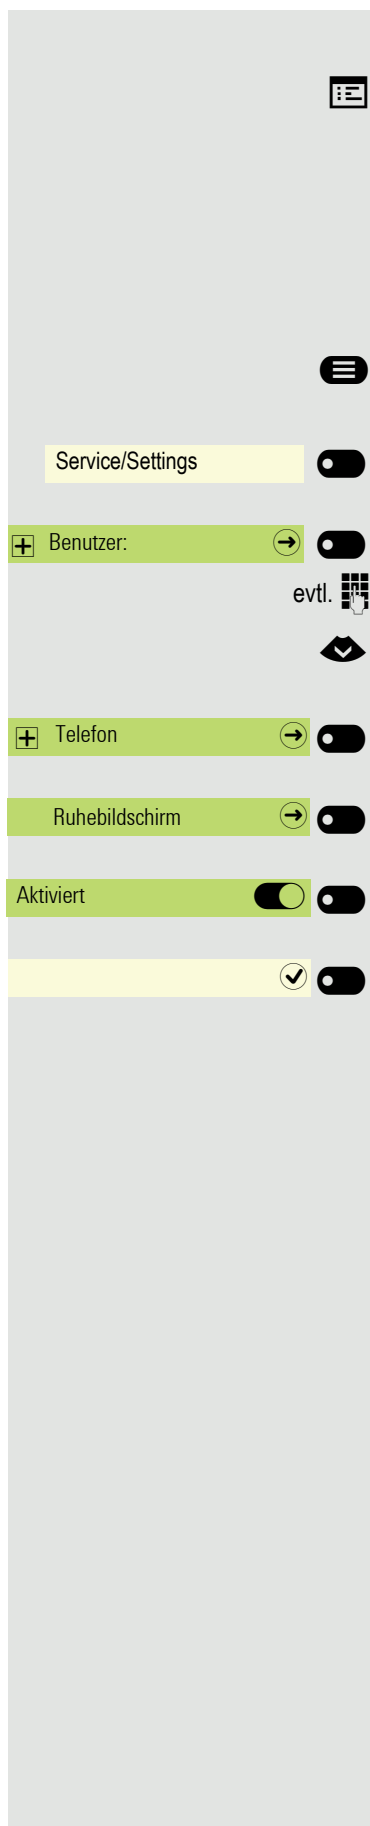 Service/Settings
Benutzer:
evtl.
Telefon
Ruhebildschirm
Aktiviert